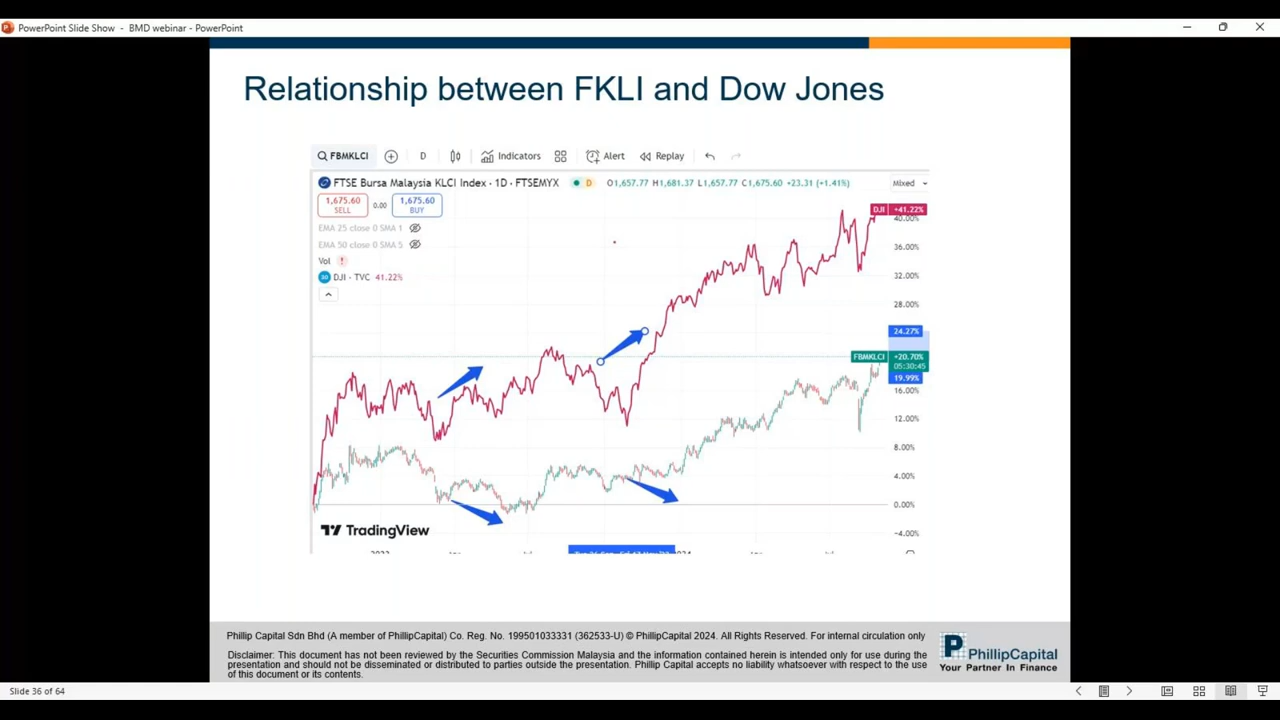 PowerPoint Slide Show - BMD webinar - PowerPoint
Relationship between FKLI and Dow Jones
FBMKLCI D Indicators Alert Replay
FTSE Bursa Malaysia KLCI Index · 1D · FTSEMYX D O1,657.77 H1,681.37 L1,657.77 C1,675.60 +23.31 (+1.41%) Mixed
1,675.60 0.00 1,675.60
SELL BUY
EMA 25 close 0 SMA 1
EMA 50 close 0 SMA 5
Vol !
30 DJI · TVC 41.22%
DJI +41.22%
40.00%
36.00%
32.00%
28.00%
24.27%
FBMKLCI +20.70%
05:30:45
19.99%
16.00%
12.00%
8.00%
4.00%
0.00%
−4.00%
TradingView
Phillip Capital Sdn Bhd (A member of PhillipCapital) Co. Reg. No. 199501033331 (362533-U) © PhillipCapital 2024. All Rights Reserved. For internal circulation only
Disclaimer: This document has not been reviewed by the Securities Commission Malaysia and the information contained herein is intended only for use during the
presentation and should not be disseminated or distributed to parties outside the presentation. Phillip Capital accepts no liability whatsoever with respect to the use
of this document or its contents.
PhillipCapital
Your Partner In Finance
Slide 36 of 64